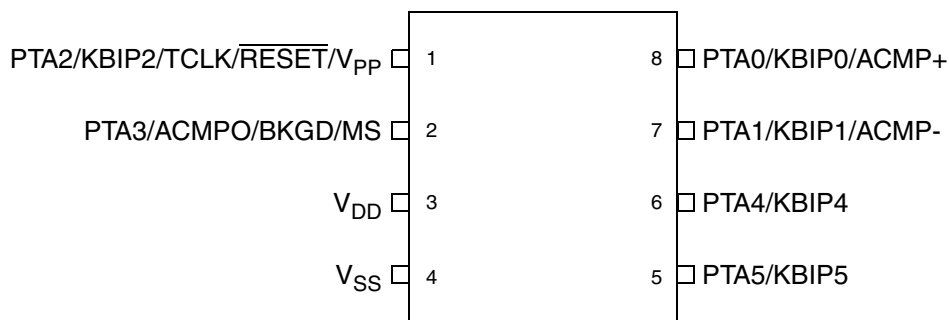 PTA2/KBIP2/TCLK/RESET/VPP 1 8 PTA0/KBIP0/ACMP+
PTA3/ACMPO/BKGD/MS 2 7 PTA1/KBIP1/ACMP-
VDD 3 6 PTA4/KBIP4
VSS 4 5 PTA5/KBIP5